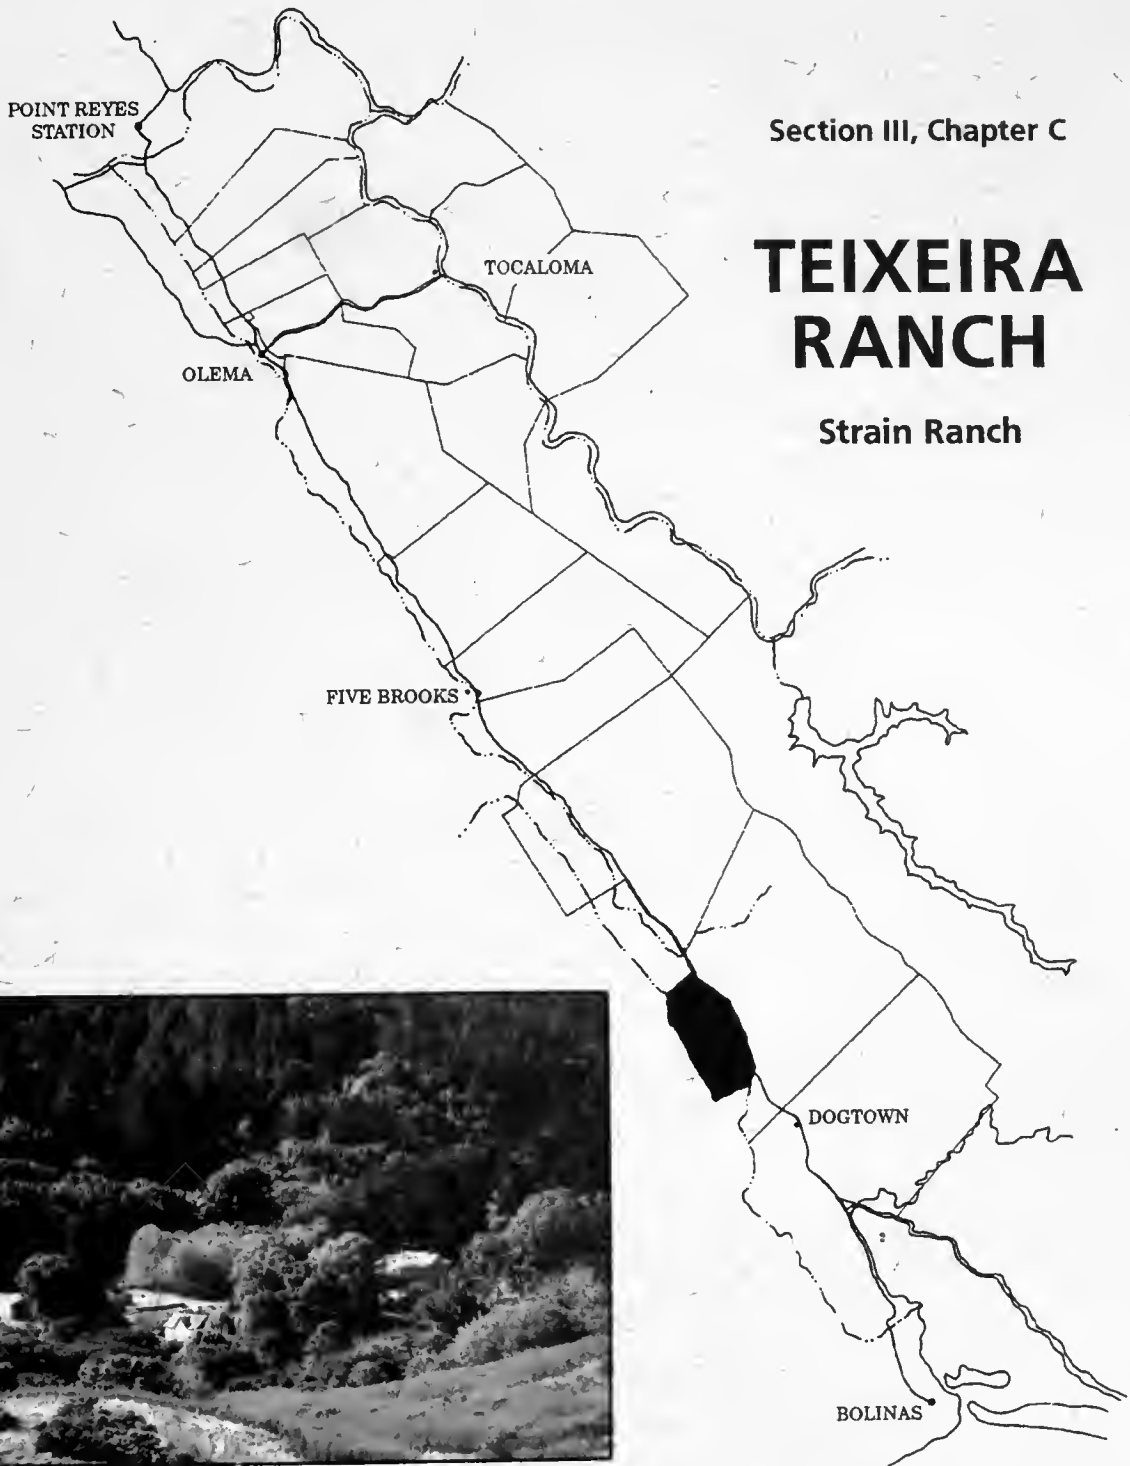 Section III, Chapter C
TEIXEIRA
RANCH
Strain Ranch
POINT REYES
STATION
TOCALOMA
OLEMA
FIVE BROOKS
DOGTOWN
BOLINAS